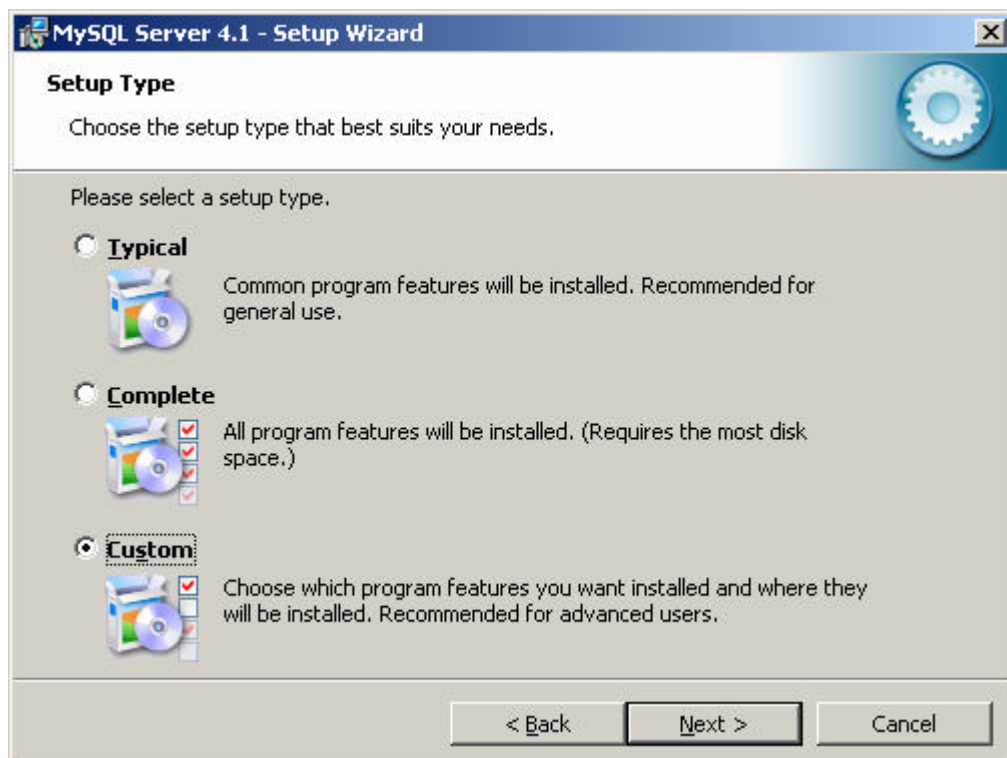 MySQL Server 4.1 - Setup Wizard
Setup Type
Choose the setup type that best suits your needs.
Please select a setup type.
Typical
Common program features will be installed. Recommended for
general use.
Complete
All program features will be installed. (Requires the most disk
space.)
Custom
Choose which program features you want installed and where they
will be installed. Recommended for advanced users.
< Back
Next >
Cancel